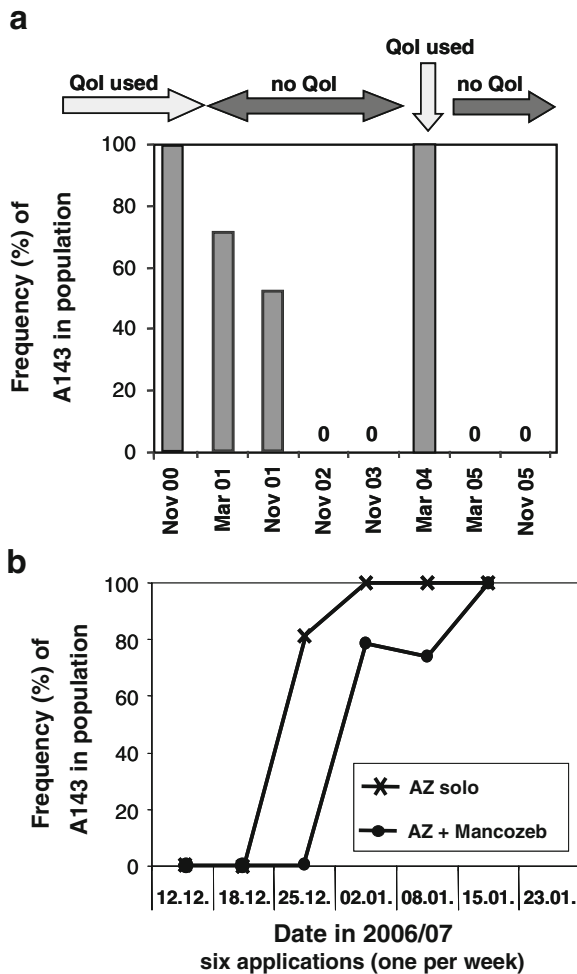 a
QoI used
QoI used
no QoI
no QoI
Frequency (%) of
A143 in population
100
80
60
40
20
0
0
0
0
0
Nov 00
Mar 01
Nov 01
Nov 02
Nov 03
Mar 04
Mar 05
Nov 05
b
Frequency (%) of
A143 in population
100
80
60
40
20
0
AZ solo
AZ + Mancozeb
12.12. 18.12. 25.12. 02.01. 08.01. 15.01. 23.01.
Date in 2006/07
six applications (one per week)